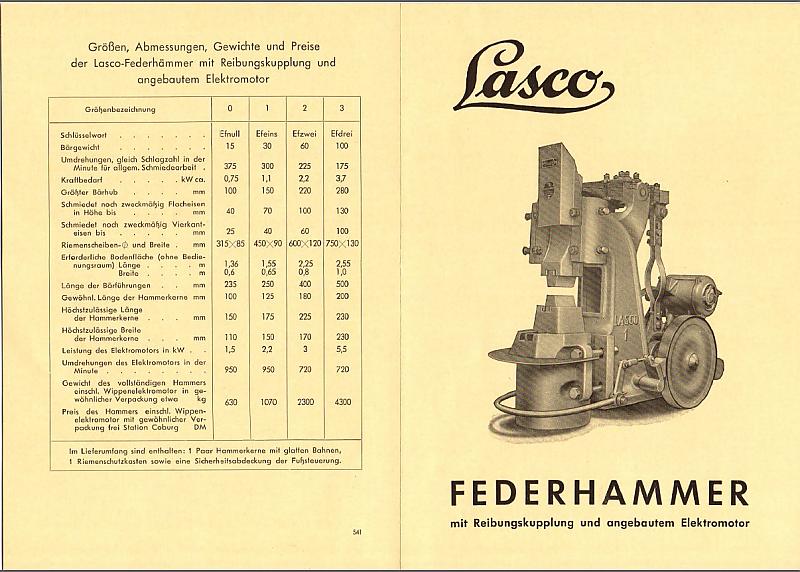 Größen, Abmessungen, Gewichte und Preise
der Lasco-Federhämmer mit Reibungskupplung und
angebautem Elektromotor
Größenbezeichnung 0 1 2 3
Schlüsselwort . . . . . . . Efnull Efeins Efzwei Efdrei
Bärgewicht . . . . . . . 15 30 60 100
Umdrehungen, gleich Schlagzahl in der
Minute für allgem. Schmiedearbeit . 375 300 225 175
Kraftbedarf . . . . . kW ca. 0,75 1,1 2,2 3,7
Größter Bärhub . . . . mm 100 150 220 280
Schmiedet noch zweckmäßig Flacheisen
in Höhe bis . . . . mm 40 70 100 130
Schmiedet noch zweckmäßig Vierkant-
eisen bis . . . . . mm 25 40 60 100
Riemenscheiben-∅ und Breite . mm 315×85 450×90 600×120 750×130
Erforderliche Bodenfläche (ohne Bedie-
nungsraum) Länge . . . . m 1,36 1,55 2,25 2,55
Breite . . . . m 0,6 0,65 0,8 1,0
Länge der Bärführungen . . mm 235 250 400 500
Gewöhnl. Länge der Hammerkerne mm 100 125 180 200
Höchstzulässige Länge
der Hammerkerne . . . mm 150 175 225 230
Höchstzulässige Breite
der Hammerkerne . . . mm 110 150 170 230
Leistung des Elektromotors in kW . . 1,5 2,2 3 5,5
Umdrehungen des Elektromotors in der
Minute . . . . . . . 950 950 720 720
Gewicht des vollständigen Hammers
einschl. Wippenelektromotor in ge-
wöhnlicher Verpackung etwa kg 630 1070 2300 4300
Preis des Hammers einschl. Wippen-
elektromotor mit gewöhnlicher Ver-
packung frei Station Coburg DM
Im Lieferumfang sind enthalten: 1 Paar Hammerkerne mit glatten Bahnen,
1 Riemenschutzkasten sowie eine Sicherheitsabdeckung der Fußsteuerung.
541
Lasco
LASCO
1
FEDERHAMMER
mit Reibungskupplung und angebautem Elektromotor